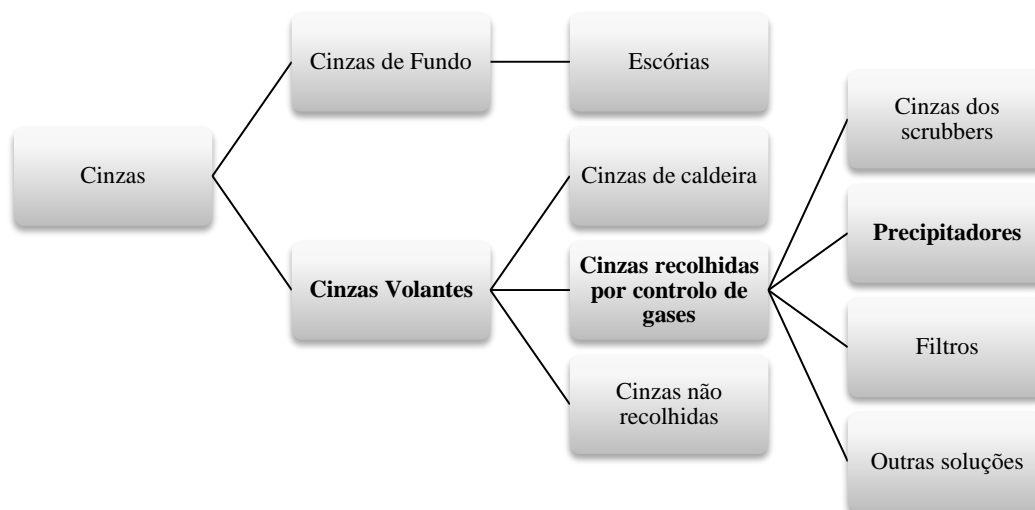 Cinzas
Cinzas de Fundo
Escórias
Cinzas Volantes
Cinzas de caldeira
Cinzas recolhidas
por controlo de
gases
Cinzas não
recolhidas
Cinzas dos
scrubbers
Precipitadores
Filtros
Outras soluções